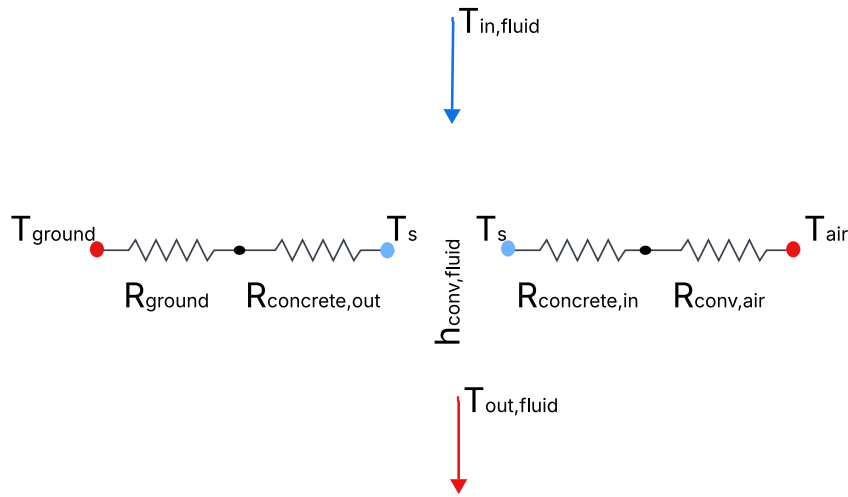 Tin,fluid
Tground
Ts
Ts
Tair
Rground
Rconcrete,out
hconv,fluid
Rconcrete,in
Rconv,air
Tout,fluid